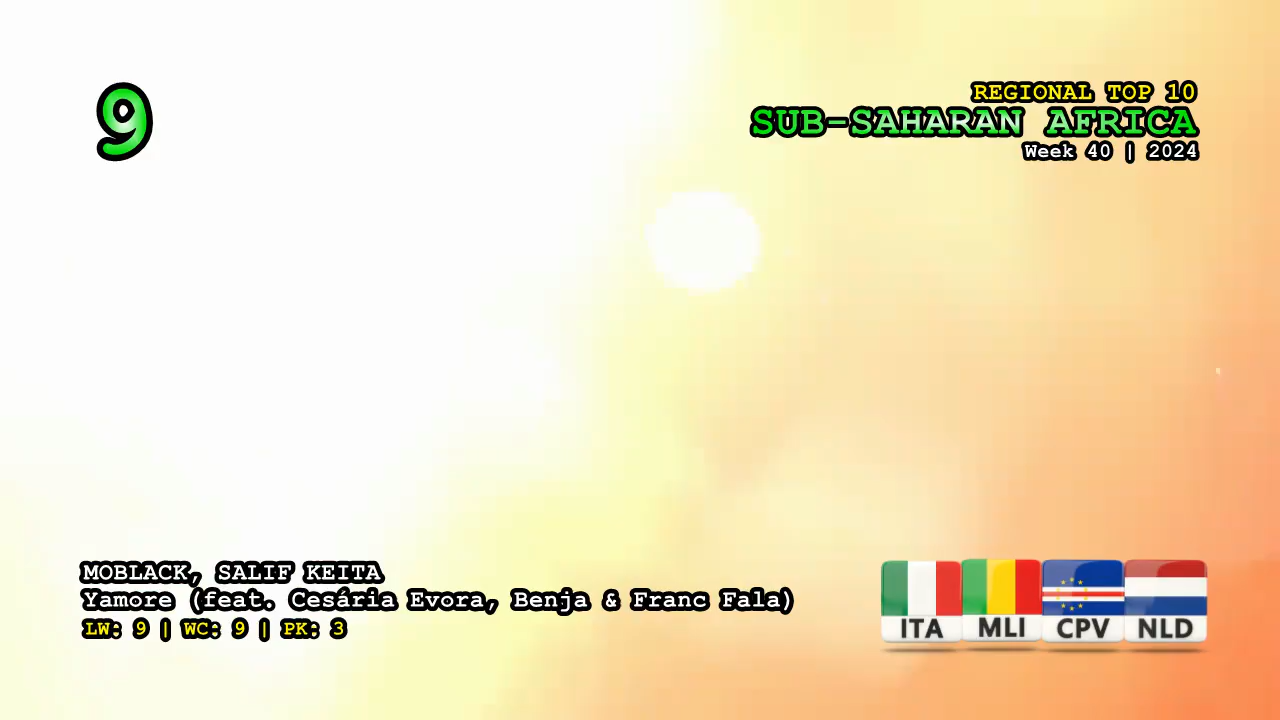 9
REGIONAL TOP 10
SUB-SAHARAN AFRICA
Week 40 | 2024
MOBLACK, SALIF KEITA
Yamore (feat. Cesária Evora, Benja & Franc Fala)
LW: 9 | WC: 9 | PK: 3
ITA MLI CPV NLD